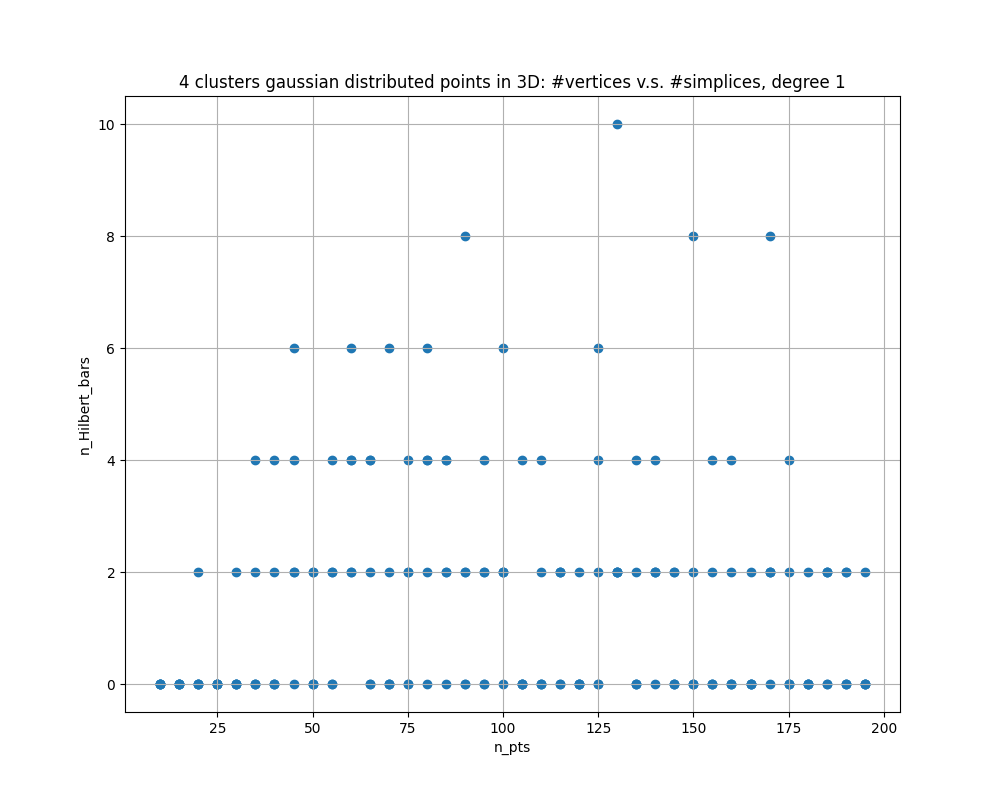 4 clusters gaussian distributed points in 3D: #vertices v.s. #simplices, degree 1
10
8
6
4
2
0
n_Hilbert_bars
25 50 75 100 125 150 175 200
n_pts